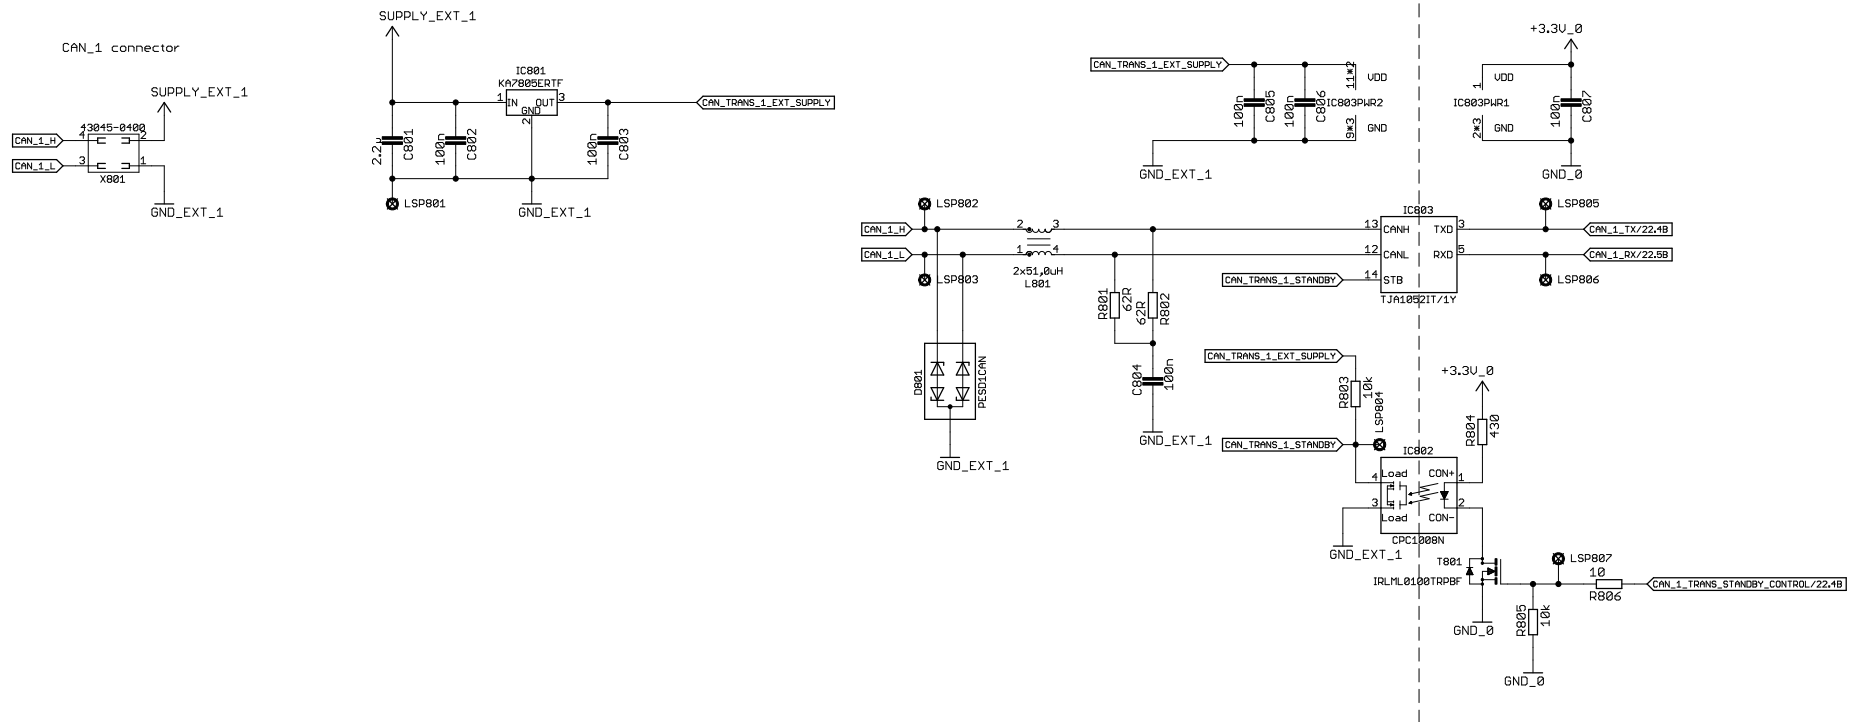 CAN_1 connector
SUPPLY_EXT_1
43045-0400
CAN_1_H
4
2
CAN_1_L
3
1
X801
GND_EXT_1
SUPPLY_EXT_1
IC801
KA7805ERTF
1
IN
OUT
3
GND
2
CAN_TRANS_1_EXT_SUPPLY
2.2µ
C801
100n
C802
100n
C803
LSP801
GND_EXT_1
CAN_TRANS_1_EXT_SUPPLY
100n
C805
100n
C806
11*2
VDD
IC803PWR2
9*3
GND
GND_EXT_1
+3.3V_0
1
VDD
IC803PWR1
2*3
GND
100n
C807
GND_0
LSP802
CAN_1_H
2
3
CAN_1_L
1
4
LSP803
2x51,0uH
L801
D801
PESD1CAN
GND_EXT_1
R801
62R
62R
R802
C804
100n
GND_EXT_1
IC803
13
CANH
TXD
3
12
CANL
RXD
5
14
STB
CAN_TRANS_1_STANDBY
TJA1052IT/1Y
LSP805
CAN_1_TX/22.4B
CAN_1_RX/22.5B
LSP806
CAN_TRANS_1_EXT_SUPPLY
R803
10k
LSP804
CAN_TRANS_1_STANDBY
+3.3V_0
R804
430
IC802
4
Load
CON+
1
3
Load
CON-
2
CPC1008N
GND_EXT_1
T801
IRLML0100TRPBF
GND_0
LSP807
10
R806
CAN_1_TRANS_STANDBY_CONTROL/22.4B
R805
10k
GND_0